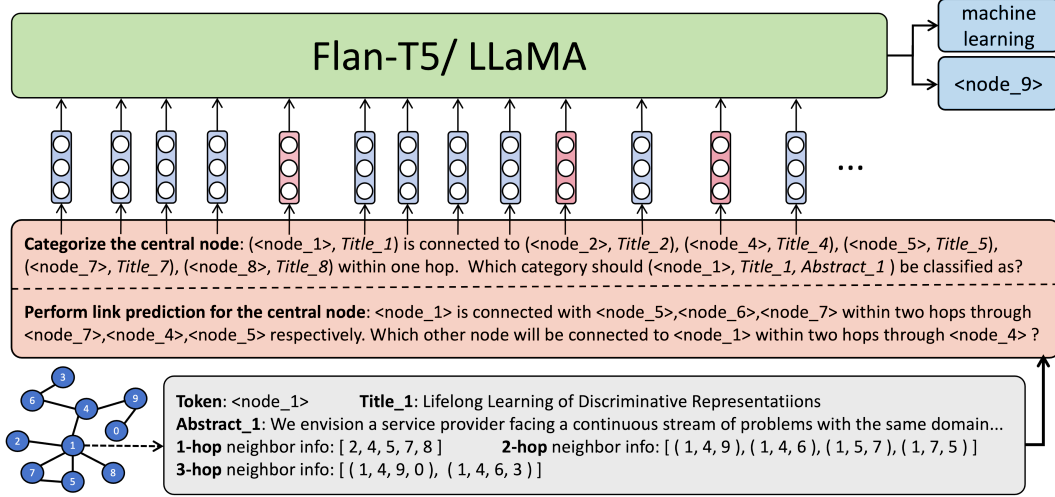 Flan-T5/ LLaMA
machine
learning
<node_9>
...
Categorize the central node: (<node_1>, Title_1) is connected to (<node_2>, Title_2), (<node_4>, Title_4), (<node_5>, Title_5),
(<node_7>, Title_7), (<node_8>, Title_8) within one hop. Which category should (<node_1>, Title_1, Abstract_1 ) be classified as?
Perform link prediction for the central node: <node_1> is connected with <node_5>,<node_6>,<node_7> within two hops through
<node_7>,<node_4>,<node_5> respectively. Which other node will be connected to <node_1> within two hops through <node_4> ?
3
6
4
9
0
2
1
7
5
8
Token: <node_1> Title_1: Lifelong Learning of Discriminative Representatiions
Abstract_1: We envision a service provider facing a continuous stream of problems with the same domain...
1-hop neighbor info: [ 2, 4, 5, 7, 8 ] 2-hop neighbor info: [ ( 1, 4, 9 ), ( 1, 4, 6 ), ( 1, 5, 7 ), ( 1, 7, 5 ) ]
3-hop neighbor info: [ ( 1, 4, 9, 0 ), ( 1, 4, 6, 3 ) ]